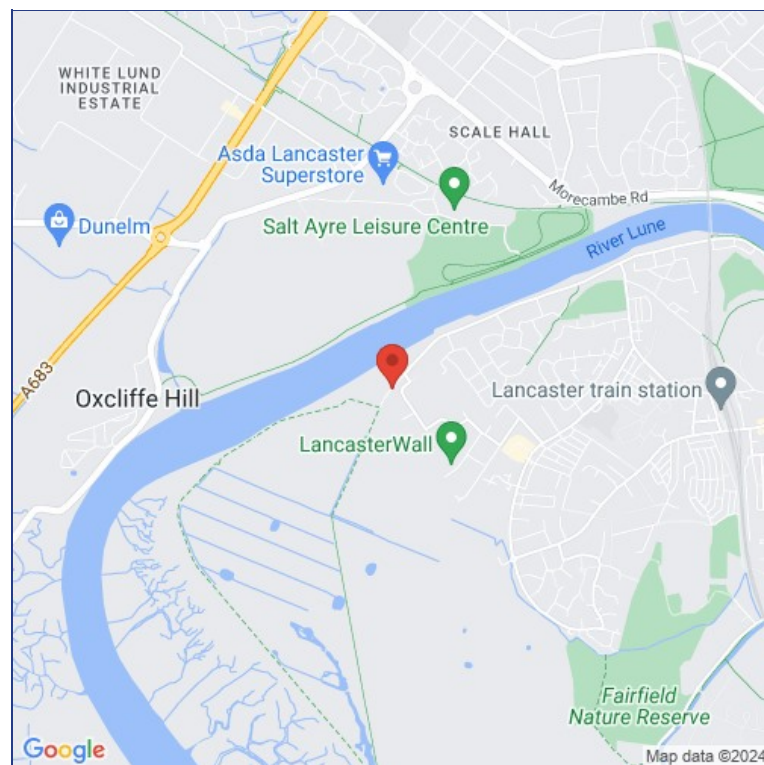 WHITE LUND
INDUSTRIAL
ESTATE
SCALE HALL
Asda Lancaster
Superstore
Morecambe Rd
Dunelm
Salt Ayre Leisure Centre
River Lune
A683
Oxcliffe Hill
Lancaster train station
LancasterWall
Fairfield
Nature Reserve
Google
Map data ©2024